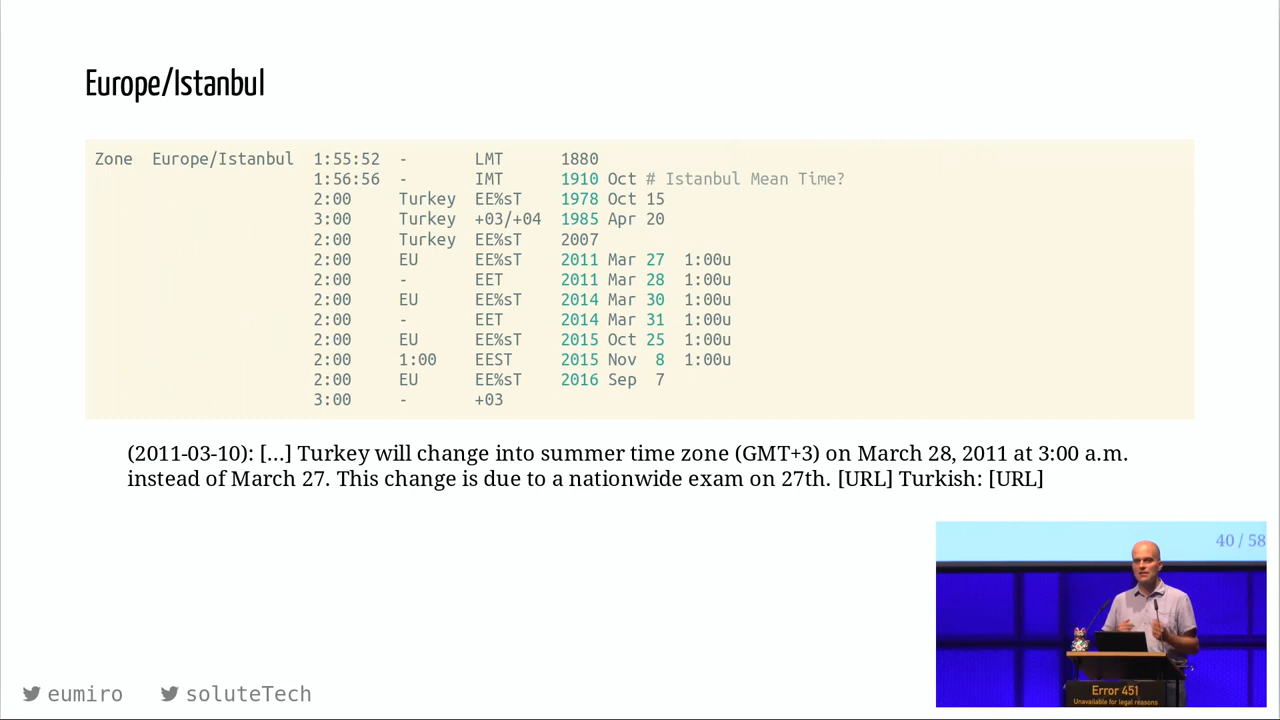 Europe/Istanbul
Zone Europe/Istanbul 1:55:52 - LMT 1880
1:56:56 - IMT 1910 Oct # Istanbul Mean Time?
2:00 Turkey EE%sT 1978 Oct 15
3:00 Turkey +03/+04 1985 Apr 20
2:00 Turkey EE%sT 2007
2:00 EU EE%sT 2011 Mar 27 1:00u
2:00 - EET 2011 Mar 28 1:00u
2:00 EU EE%sT 2014 Mar 30 1:00u
2:00 - EET 2014 Mar 31 1:00u
2:00 EU EE%sT 2015 Oct 25 1:00u
2:00 1:00 EEST 2015 Nov 8 1:00u
2:00 EU EE%sT 2016 Sep 7
3:00 - +03
(2011-03-10): [...] Turkey will change into summer time zone (GMT+3) on March 28, 2011 at 3:00 a.m.
instead of March 27. This change is due to a nationwide exam on 27th. [URL] Turkish: [URL]
40 / 58
Error 451
Unavailable for legal reasons
eumiro soluteTech